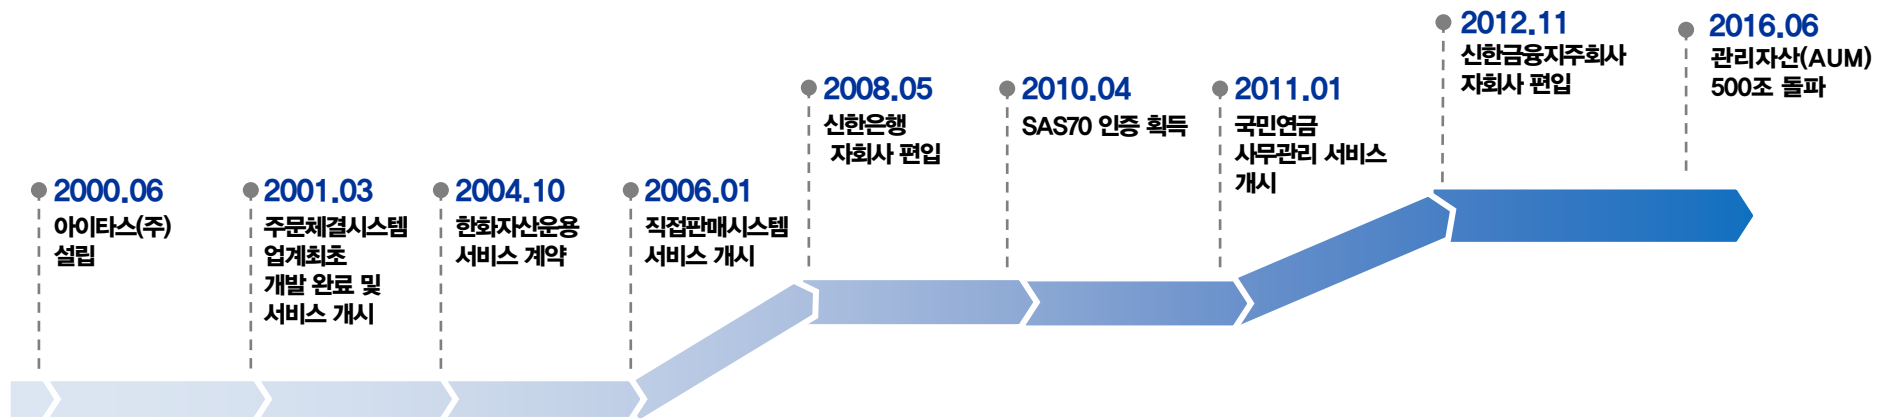 2000.06
아이타스(주)
설립
2001.03
주문체결시스템
업계최초
개발 완료 및
서비스 개시
2004.10
한화자산운용
서비스 계약
2006.01
직접판매시스템
서비스 개시
2008.05
신한은행
자회사 편입
2010.04
SAS70 인증 획득
2011.01
국민연금
사무관리 서비스
개시
2012.11
신한금융지주회사
자회사 편입
2016.06
관리자산(AUM)
500조 돌파